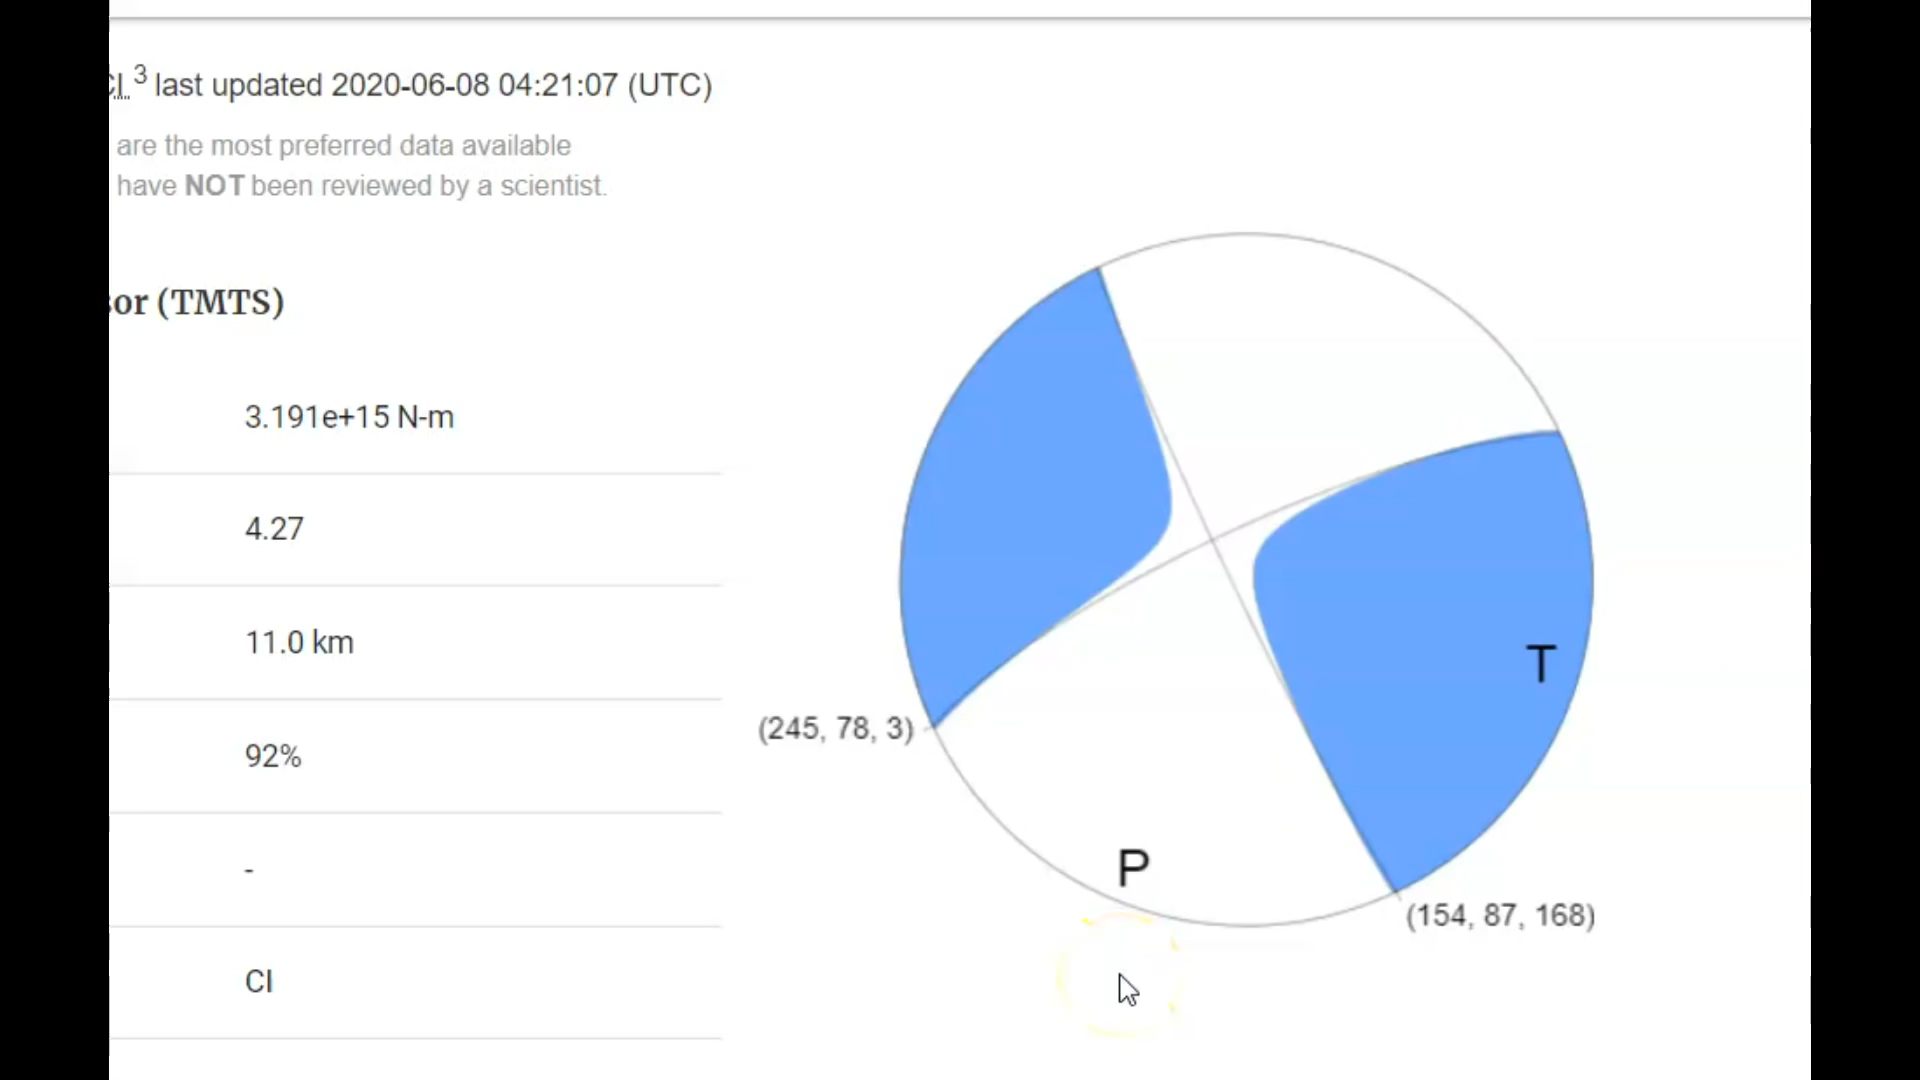 3 last updated 2020-06-08 04:21:07 (UTC)
are the most preferred data available
have NOT been reviewed by a scientist.
sor (TMTS)
3.191e+15 N-m
4.27
11.0 km
92%
-
CI
(245, 78, 3)
T
P
(154, 87, 168)